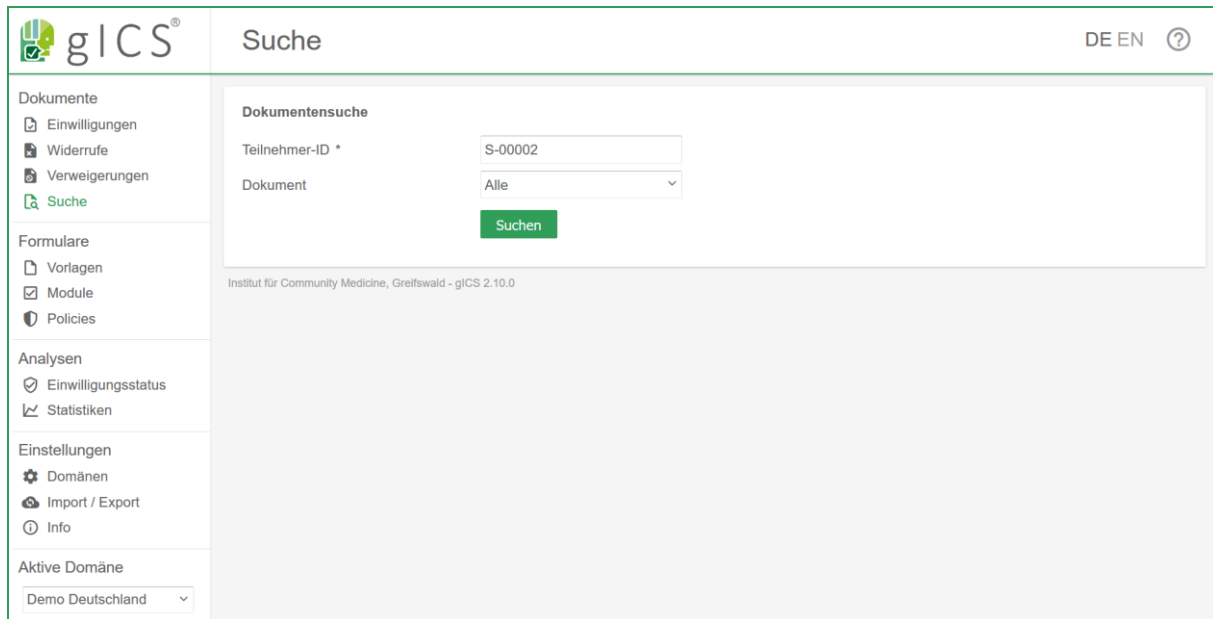 gICS®
Suche
DE EN
Dokumente
Einwilligungen
Widerrufe
Verweigerungen
Suche
Formulare
Vorlagen
Module
Policies
Analysen
Einwilligungsstatus
Statistiken
Einstellungen
Domänen
Import / Export
Info
Aktive Domäne
Demo Deutschland
Dokumentensuche
Teilnehmer-ID * S-00002
Dokument Alle
Suchen
Institut für Community Medicine, Greifswald - gICS 2.10.0